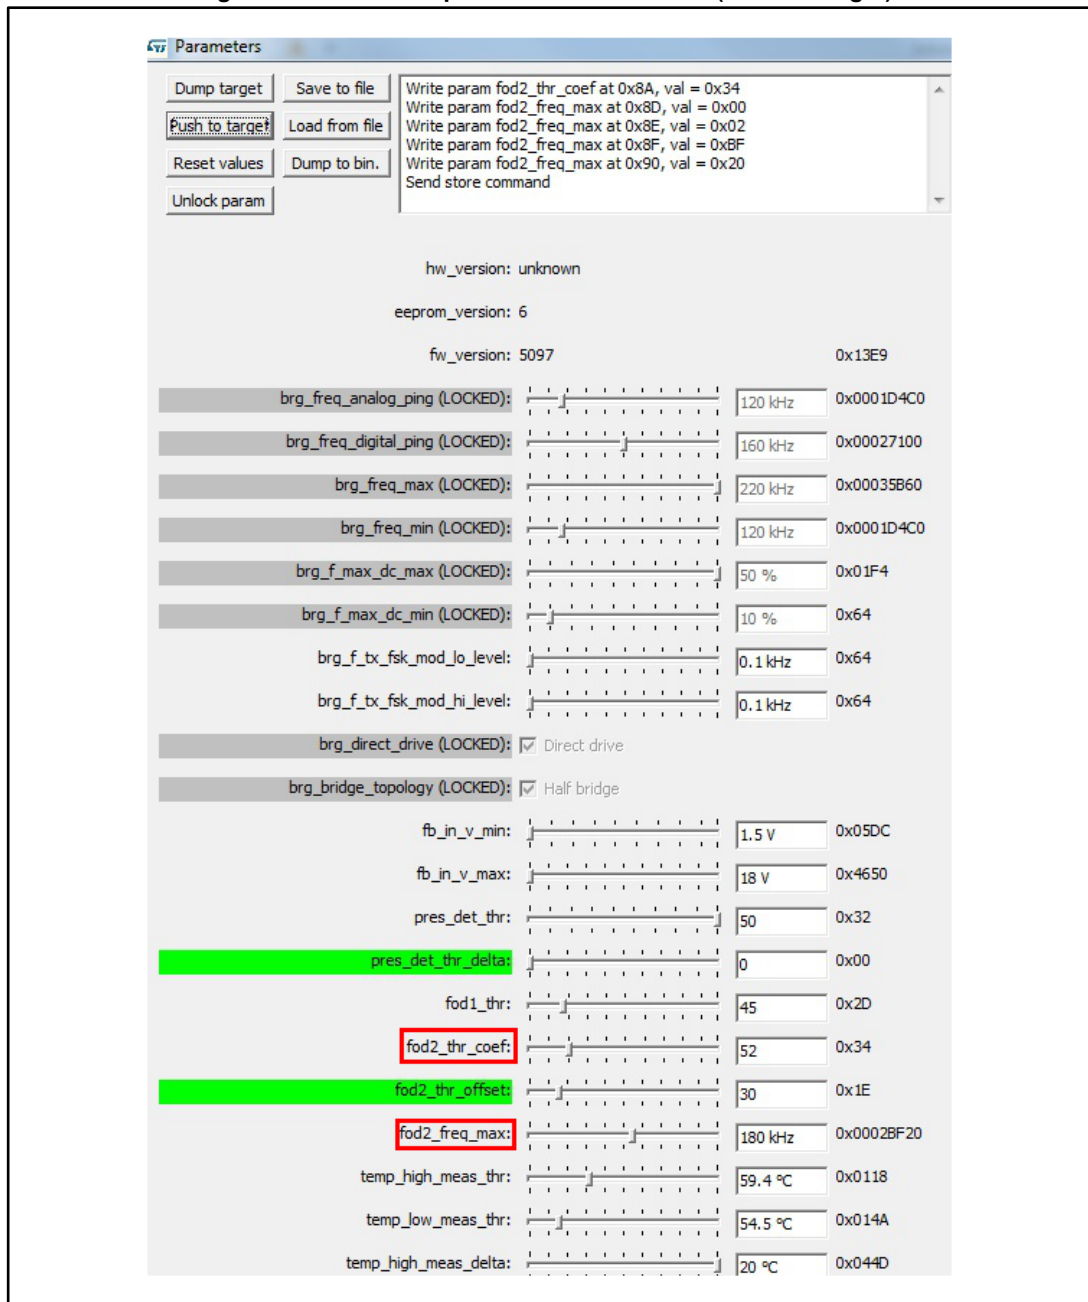 Parameters
Dump target Save to file
Push to target Load from file
Reset values Dump to bin.
Unlock param
Write param fod2_thr_coef at 0x8A, val = 0x34
Write param fod2_freq_max at 0x8D, val = 0x00
Write param fod2_freq_max at 0x8E, val = 0x02
Write param fod2_freq_max at 0x8F, val = 0xBF
Write param fod2_freq_max at 0x90, val = 0x20
Send store command
hw_version: unknown
eeprom_version: 6
fw_version: 5097 0x13E9
brg_freq_analog_ping (LOCKED): 120 kHz 0x0001D4C0
brg_freq_digital_ping (LOCKED): 160 kHz 0x00027100
brg_freq_max (LOCKED): 220 kHz 0x00035B60
brg_freq_min (LOCKED): 120 kHz 0x0001D4C0
brg_f_max_dc_max (LOCKED): 50 % 0x01F4
brg_f_max_dc_min (LOCKED): 10 % 0x64
brg_f_tx_fsk_mod_lo_level: 0.1 kHz 0x64
brg_f_tx_fsk_mod_hi_level: 0.1 kHz 0x64
brg_direct_drive (LOCKED): Direct drive
brg_bridge_topology (LOCKED): Half bridge
fb_in_v_min: 1.5 V 0x05DC
fb_in_v_max: 18 V 0x4650
pres_det_thr: 50 0x32
pres_det_thr_delta: 0 0x00
fod1_thr: 45 0x2D
fod2_thr_coef: 52 0x34
fod2_thr_offset: 30 0x1E
fod2_freq_max: 180 kHz 0x0002BF20
temp_high_meas_thr: 59.4 ºC 0x0118
temp_low_meas_thr: 54.5 ºC 0x014A
temp_high_meas_delta: 20 ºC 0x044D